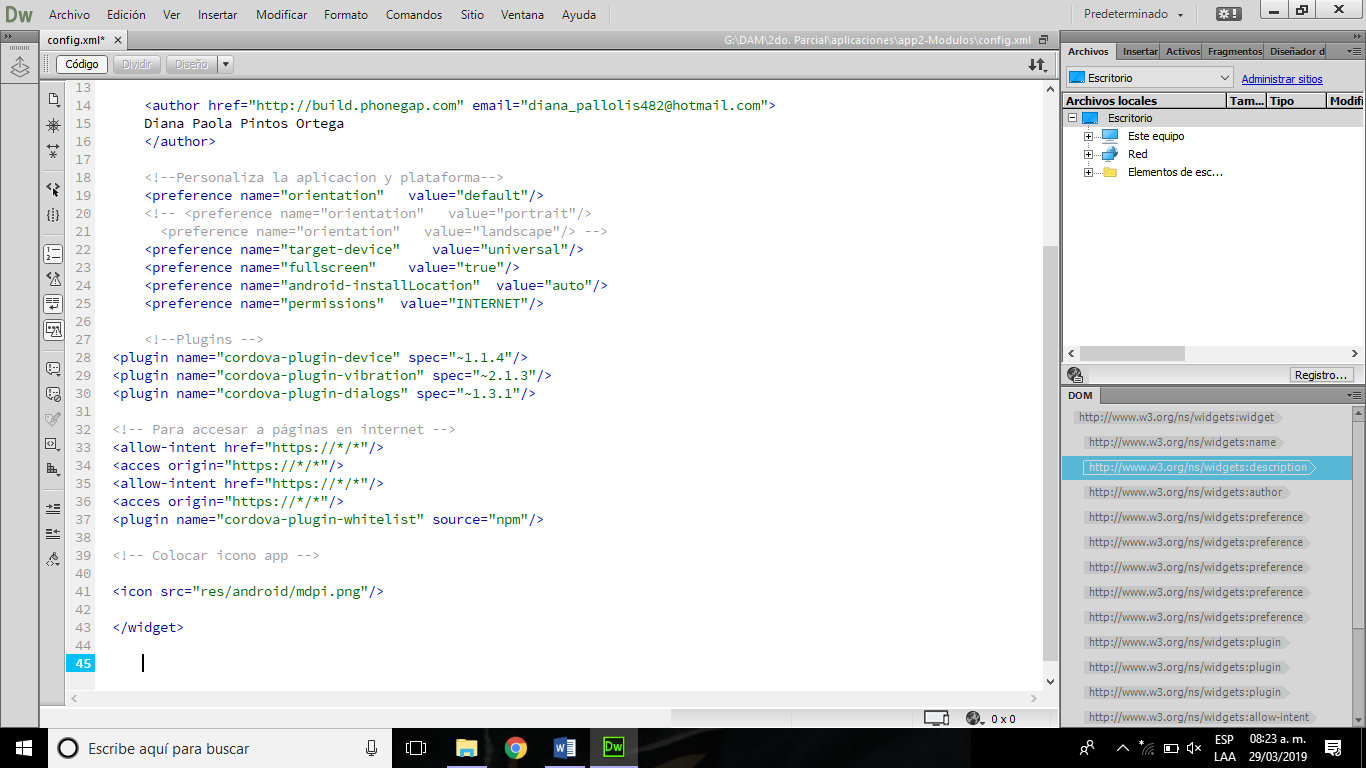 Dw Archivo Edición Ver Insertar Modificar Formato Comandos Sitio Ventana Ayuda Predeterminado
config.xml* G:\DAM\2do. Parcial\aplicaciones\app2-Modulos\config.xml
Código Dividir Diseño
13
14 <author href="http://build.phonegap.com" email="diana_pallolis482@hotmail.com">
15 Diana Paola Pintos Ortega
16 </author>
17
18 <!--Personaliza la aplicacion y plataforma-->
19 <preference name="orientation" value="default"/>
20 <!-- <preference name="orientation" value="portrait"/>
21 <preference name="orientation" value="landscape"/> -->
22 <preference name="target-device" value="universal"/>
23 <preference name="fullscreen" value="true"/>
24 <preference name="android-installLocation" value="auto"/>
25 <preference name="permissions" value="INTERNET"/>
26
27 <!--Plugins -->
28 <plugin name="cordova-plugin-device" spec="~1.1.4"/>
29 <plugin name="cordova-plugin-vibration" spec="~2.1.3"/>
30 <plugin name="cordova-plugin-dialogs" spec="~1.3.1"/>
31
32 <!-- Para accesar a páginas en internet -->
33 <allow-intent href="https://*/*"/>
34 <acces origin="https://*/*"/>
35 <allow-intent href="https://*/*"/>
36 <acces origin="https://*/*"/>
37 <plugin name="cordova-plugin-whitelist" source="npm"/>
38
39 <!-- Colocar icono app -->
40
41 <icon src="res/android/mdpi.png"/>
42
43 </widget>
44
45
0 x 0
Archivos Insertar Activos Fragmentos Diseñador d
Escritorio Administrar sitios
Archivos locales Tam... Tipo Modifi
Escritorio
Este equipo
Red
Elementos de esc...
Registro...
DOM
http://www.w3.org/ns/widgets:widget
http://www.w3.org/ns/widgets:name
http://www.w3.org/ns/widgets:description
http://www.w3.org/ns/widgets:author
http://www.w3.org/ns/widgets:preference
http://www.w3.org/ns/widgets:preference
http://www.w3.org/ns/widgets:preference
http://www.w3.org/ns/widgets:preference
http://www.w3.org/ns/widgets:preference
http://www.w3.org/ns/widgets:plugin
http://www.w3.org/ns/widgets:plugin
http://www.w3.org/ns/widgets:plugin
http://www.w3.org/ns/widgets:allow-intent
Escribe aquí para buscar
Dw
ESP
LAA
08:23 a. m.
29/03/2019